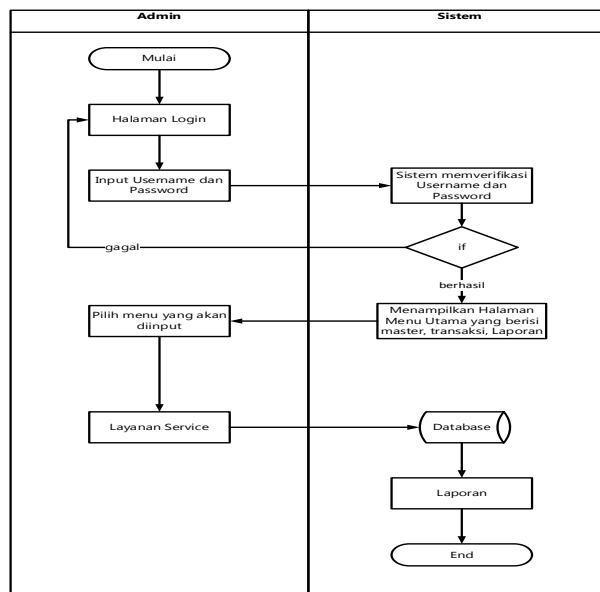 Admin
Sistem
Mulai
Halaman Login
Input Username dan
Password
Sistem memverifikasi
Username dan
Password
gagal
if
berhasil
Menampilkan Halaman
Menu Utama yang berisi
master, transaksi, Laporan
Pilih menu yang akan
diinput
Layanan Service
Database
Laporan
End